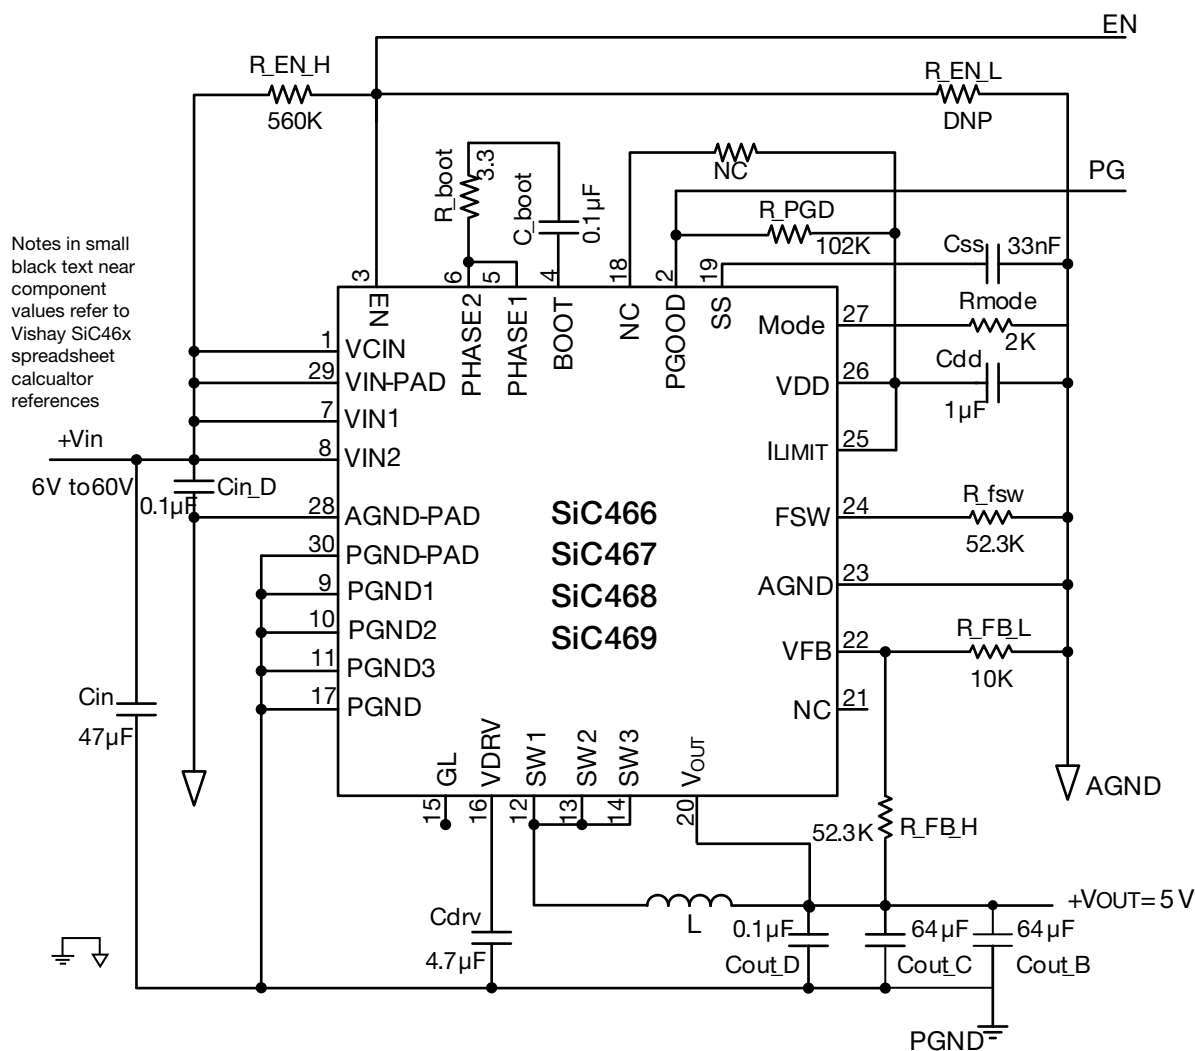 EN
R_EN_H
560K
R_EN_L
DNP
R_boot
3.3
C_boot
0.1µF
NC
PG
R_PGD
102K
Css
33nF
Notes in small
black text near
component
values refer to
Vishay SiC46x
spreadsheet
calcualtor
references
3
6
5
4
18
2
19
EN
PHASE2
PHASE1
BOOT
NC
PGOOD
SS
Mode
27
Rmode
2K
1
VCIN
29
VIN-PAD
VDD
26
Cdd
1µF
7
VIN1
+Vin
8
VIN2
ILIMIT
25
6V to60V
0.1µF
Cin_D
28
AGND-PAD
SiC466
FSW
24
R_fsw
52.3K
30
PGND-PAD
SiC467
9
PGND1
SiC468
AGND
23
10
PGND2
SiC469
VFB
22
R_FB_L
10K
11
PGND3
17
PGND
NC
21
Cin
47µF
GL
VDRV
SW1
SW2
SW3
VOUT
15
16
12
13
14
20
AGND
52.3K
R_FB_H
+VOUT= 5 V
L
Cdrv
4.7µF
0.1µF
Cout_D
64µF
Cout_C
64µF
Cout_B
PGND